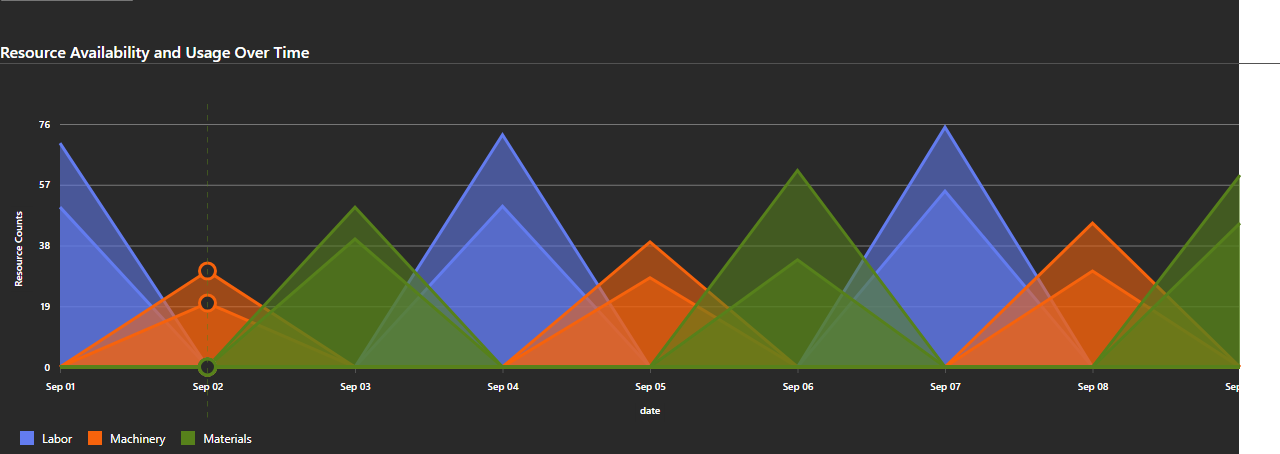 Resource Availability and Usage Over Time
76
57
38
19
0
Resource Counts
Sep 01 Sep 02 Sep 03 Sep 04 Sep 05 Sep 06 Sep 07 Sep 08 Sep
date
Labor Machinery Materials